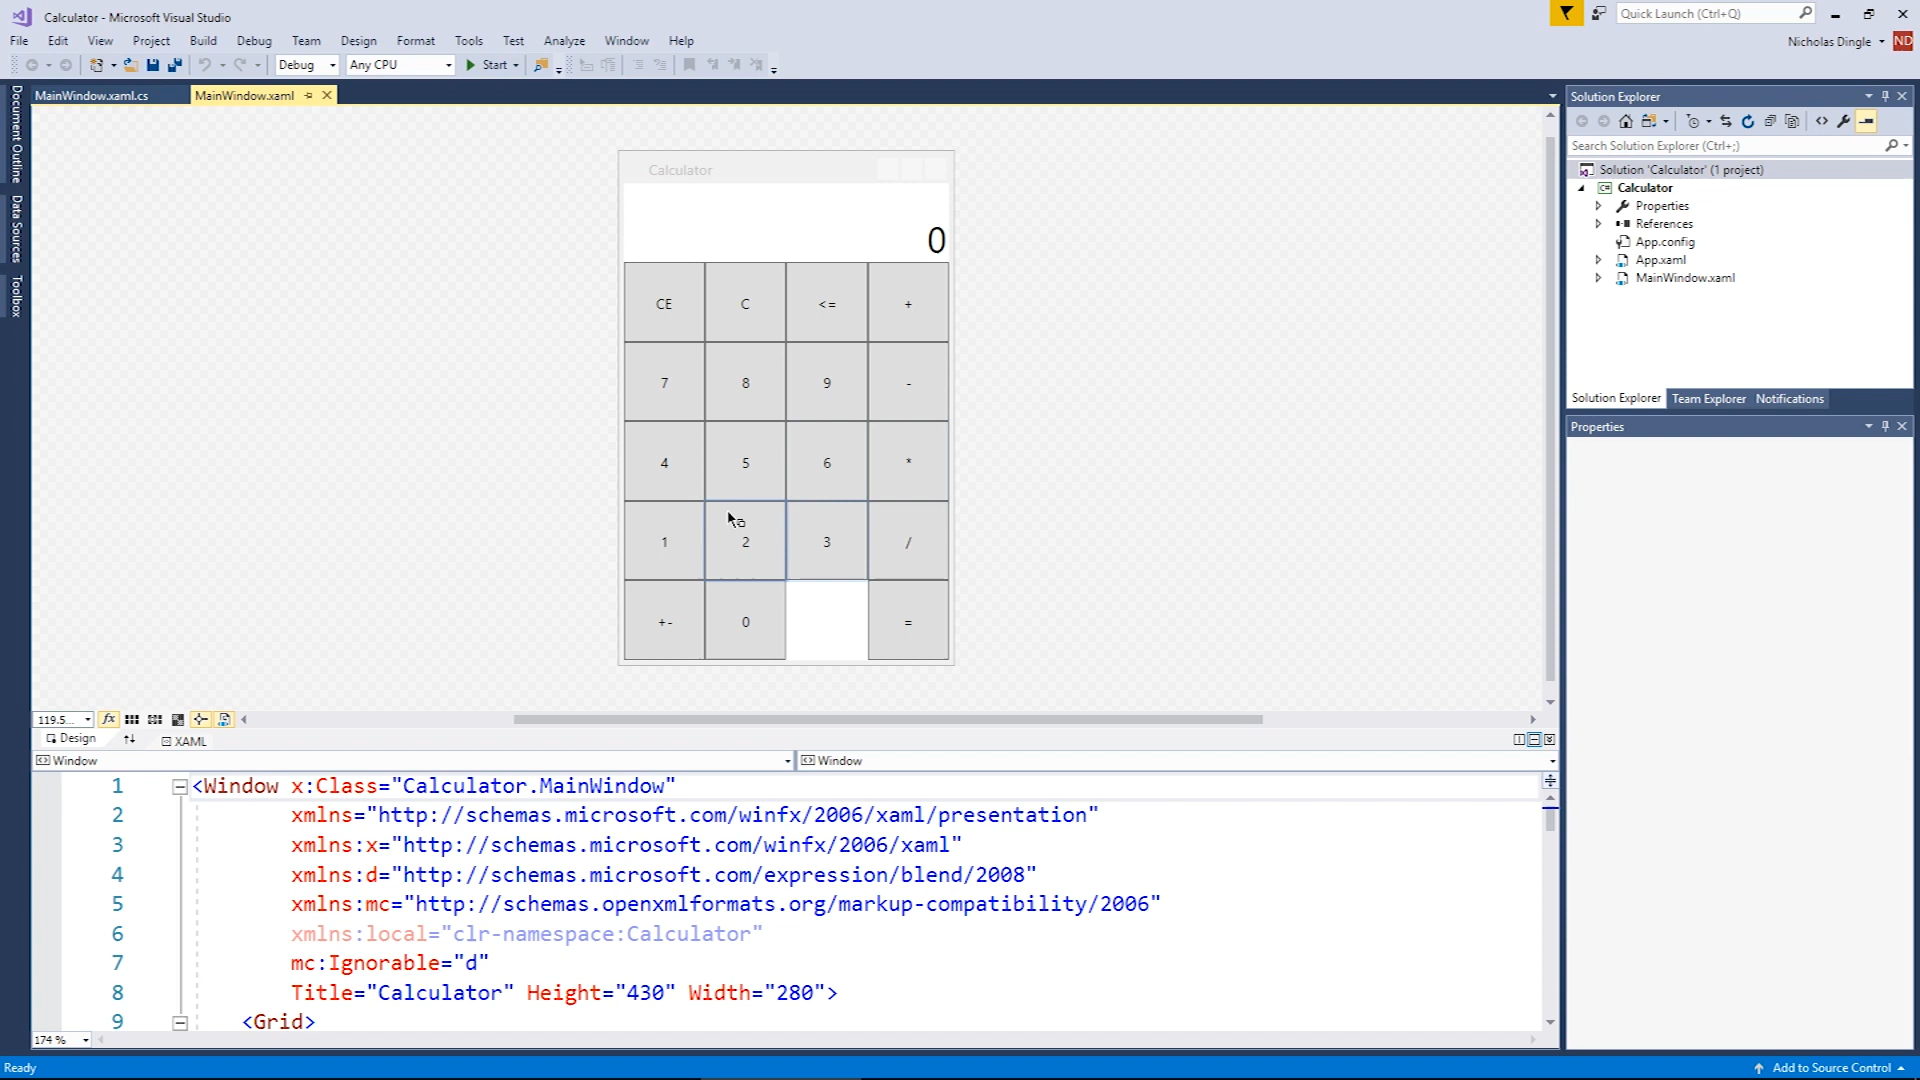 Calculator - Microsoft Visual Studio
Quick Launch (Ctrl+Q)
File Edit View Project Build Debug Team Design Format Tools Test Analyze Window Help
Nicholas Dingle ND
Debug Any CPU Start
Document Outline
Data Sources
Toolbox
MainWindow.xaml.cs MainWindow.xaml
Calculator
0
CE C <= +
7 8 9 -
4 5 6 *
1 2 3 /
+- 0 =
119.5...
Design XAML
Window Window
1 <Window x:Class="Calculator.MainWindow"
2 xmlns="http://schemas.microsoft.com/winfx/2006/xaml/presentation"
3 xmlns:x="http://schemas.microsoft.com/winfx/2006/xaml"
4 xmlns:d="http://schemas.microsoft.com/expression/blend/2008"
5 xmlns:mc="http://schemas.openxmlformats.org/markup-compatibility/2006"
6 xmlns:local="clr-namespace:Calculator"
7 mc:Ignorable="d"
8 Title="Calculator" Height="430" Width="280">
9 <Grid>
174 %
Solution Explorer
Search Solution Explorer (Ctrl+;)
Solution 'Calculator' (1 project)
Calculator
Properties
References
App.config
App.xaml
MainWindow.xaml
Solution Explorer Team Explorer Notifications
Properties
Ready
Add to Source Control